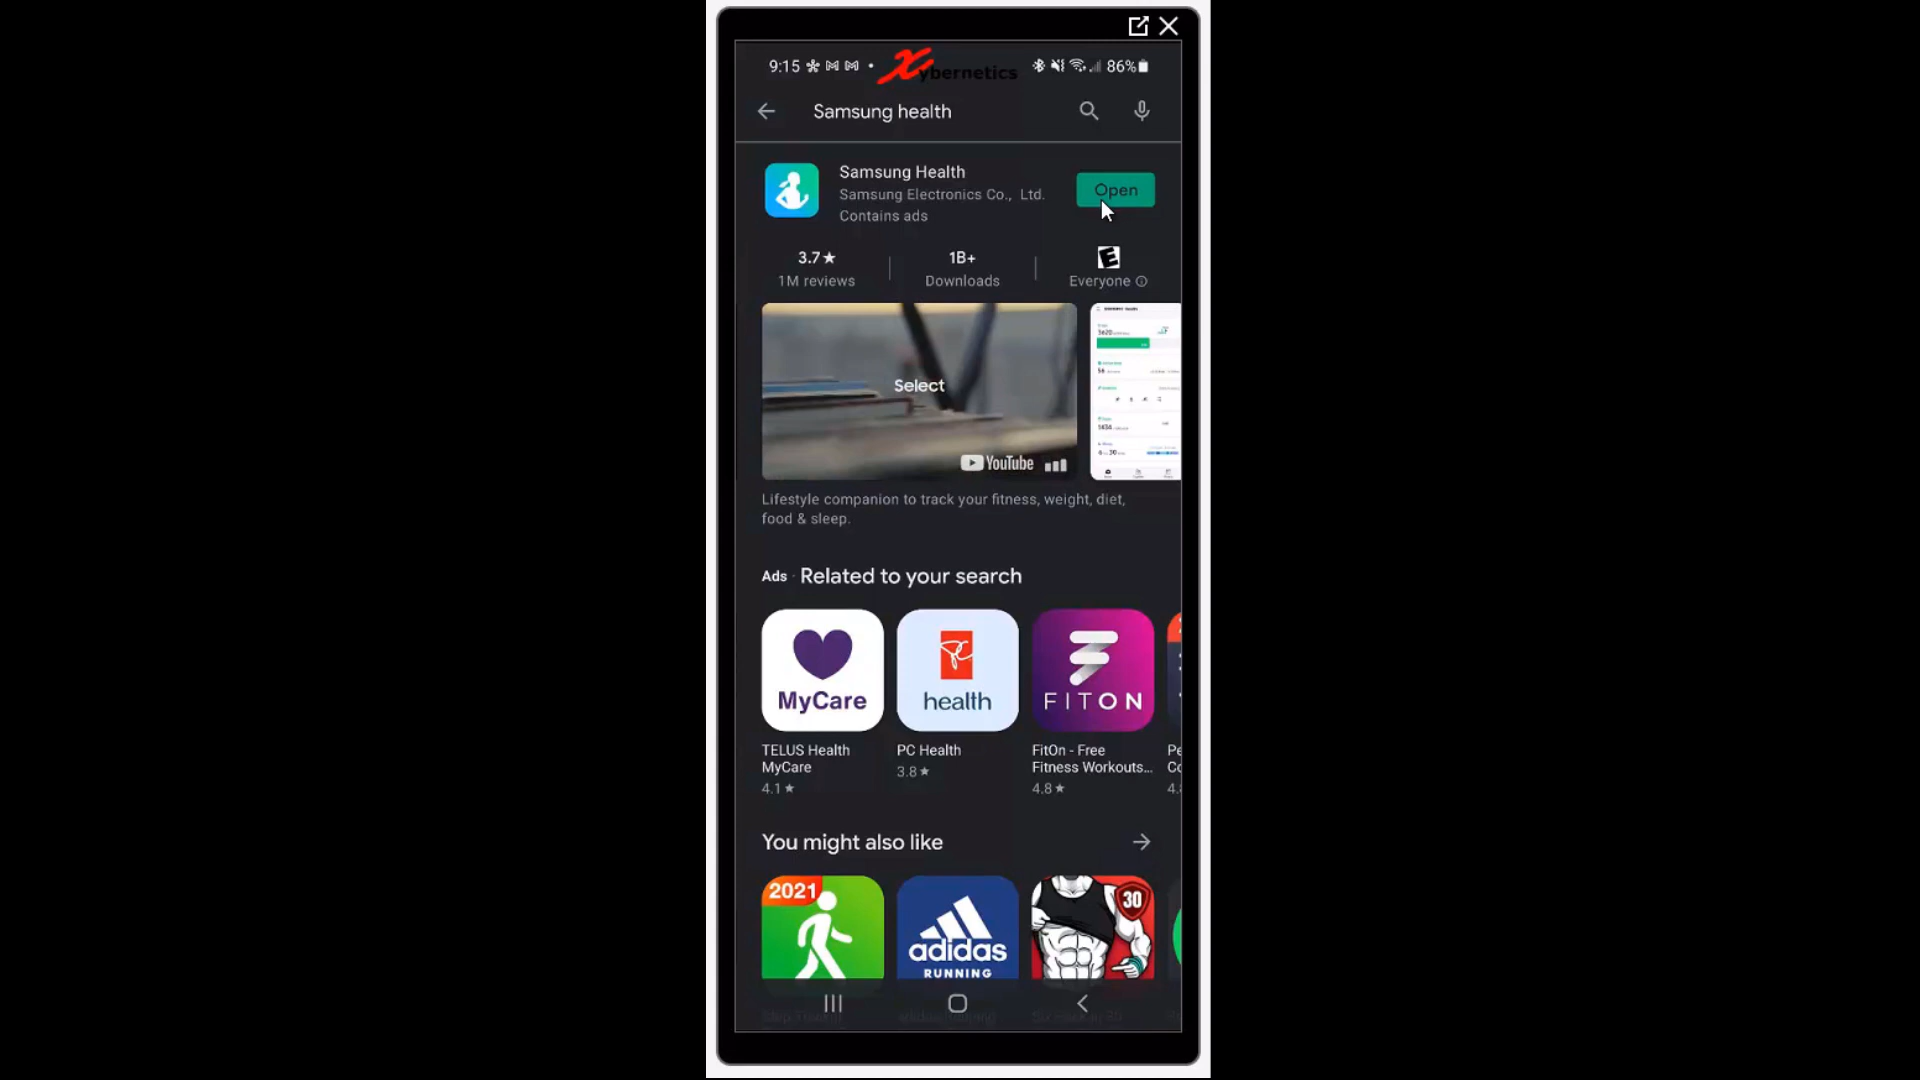 9:15
Xybernetics
86%
Samsung health
Samsung Health
Samsung Electronics Co., Ltd.
Contains ads
Open
3.7★
1M reviews
1B+
Downloads
E
Everyone
Select
YouTube
Lifestyle companion to track your fitness, weight, diet,
food & sleep.
Ads · Related to your search
MyCare
health
FITON
TELUS Health
MyCare
4.1★
PC Health
3.8★
FitOn - Free
Fitness Workouts...
4.8★
You might also like
2021
adidas
RUNNING
30